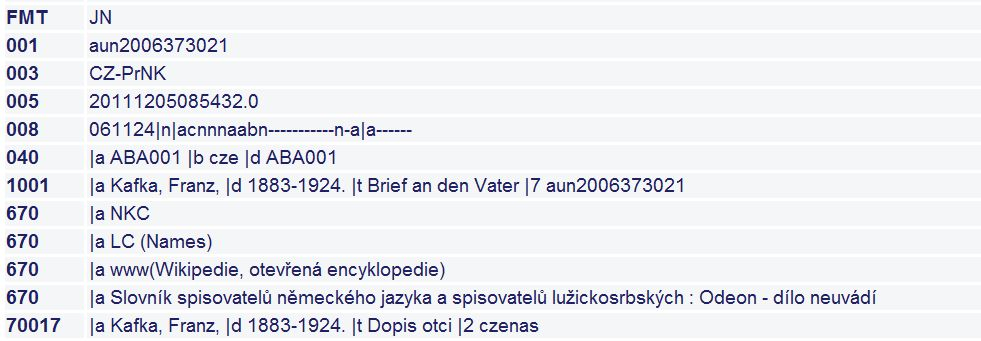 FMT JN
001 aun2006373021
003 CZ-PrNK
005 20111205085432.0
008 061124|n|acnnnaabn-----------n-a|a------
040 |a ABA001 |b cze |d ABA001
1001 |a Kafka, Franz, |d 1883-1924. |t Brief an den Vater |7 aun2006373021
670 |a NKC
670 |a LC (Names)
670 |a www(Wikipedie, otevřená encyklopedie)
670 |a Slovník spisovatelů německého jazyka a spisovatelů lužickosrbských : Odeon - dílo neuvádí
70017 |a Kafka, Franz, |d 1883-1924. |t Dopis otci |2 czenas